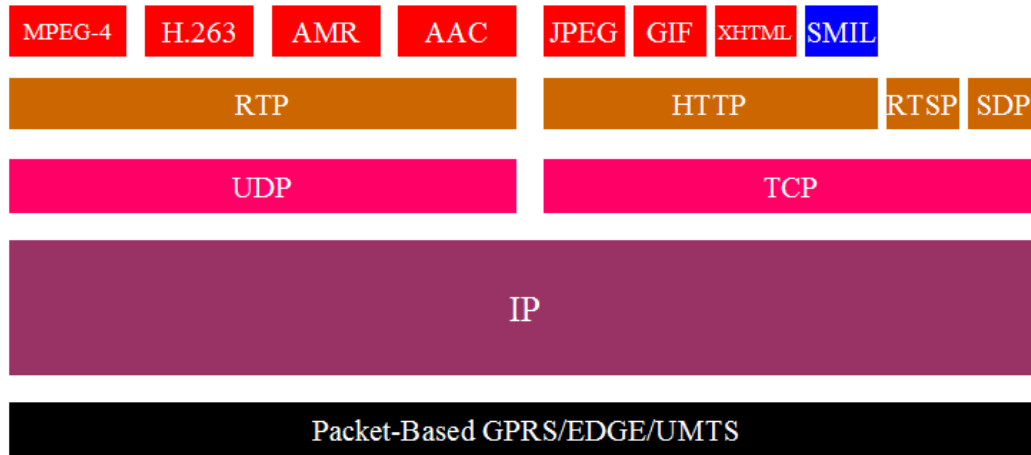 MPEG-4 H.263 AMR AAC JPEG GIF XHTML SMIL
RTP HTTP RTSP SDP
UDP TCP
IP
Packet-Based GPRS/EDGE/UMTS